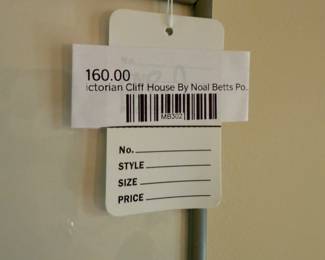 160.00
ictorian Cliff House By Noal Betts Po.
MB302
No.
STYLE
SIZE
PRICE